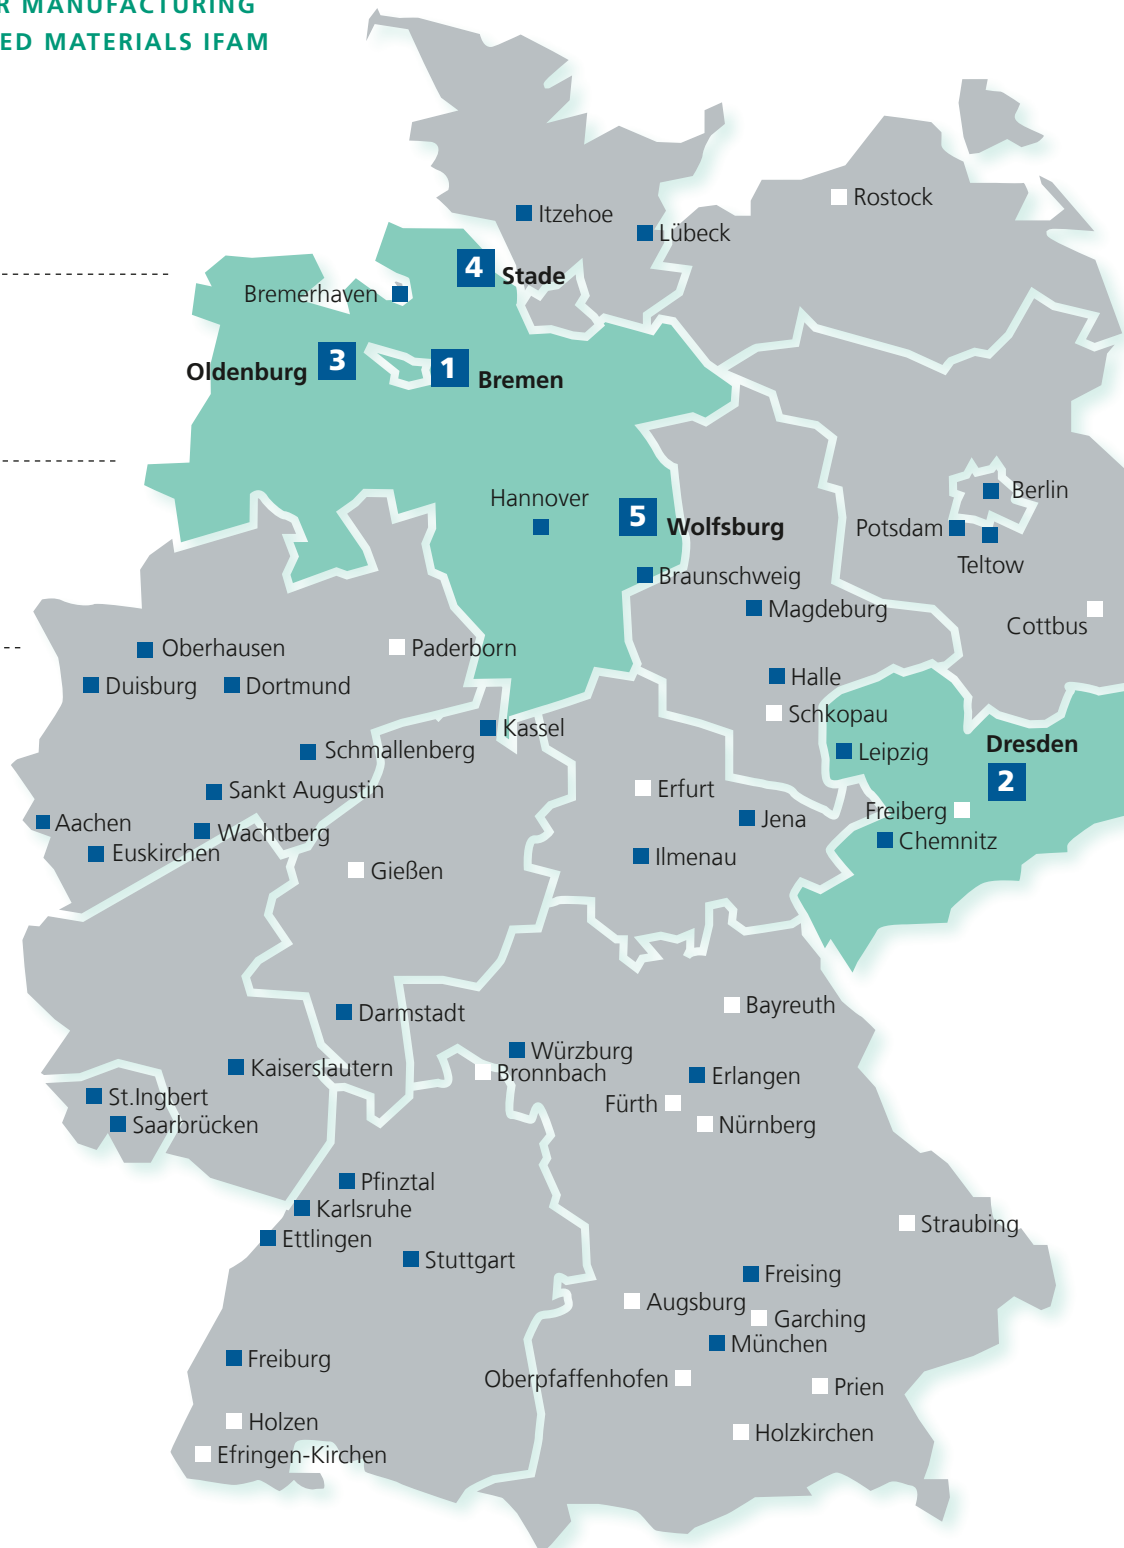 R MANUFACTURING
ED MATERIALS IFAM
Rostock
Itzehoe
Lübeck
4 Stade
Bremerhaven
Oldenburg 3
1 Bremen
Berlin
Hannover
5 Wolfsburg
Potsdam
Teltow
Braunschweig
Magdeburg
Cottbus
Oberhausen
Paderborn
Duisburg
Dortmund
Halle
Schkopau
Kassel
Schmallenberg
Leipzig
Dresden
2
Sankt Augustin
Erfurt
Freiberg
Aachen
Wachtberg
Jena
Chemnitz
Euskirchen
Ilmenau
Gießen
Bayreuth
Darmstadt
Würzburg
Kaiserslautern
Bronnbach
Erlangen
St.Ingbert
Fürth
Saarbrücken
Nürnberg
Pfinztal
Karlsruhe
Straubing
Ettlingen
Stuttgart
Freising
Augsburg
Garching
München
Freiburg
Oberpfaffenhofen
Prien
Holzen
Holzkirchen
Efringen-Kirchen